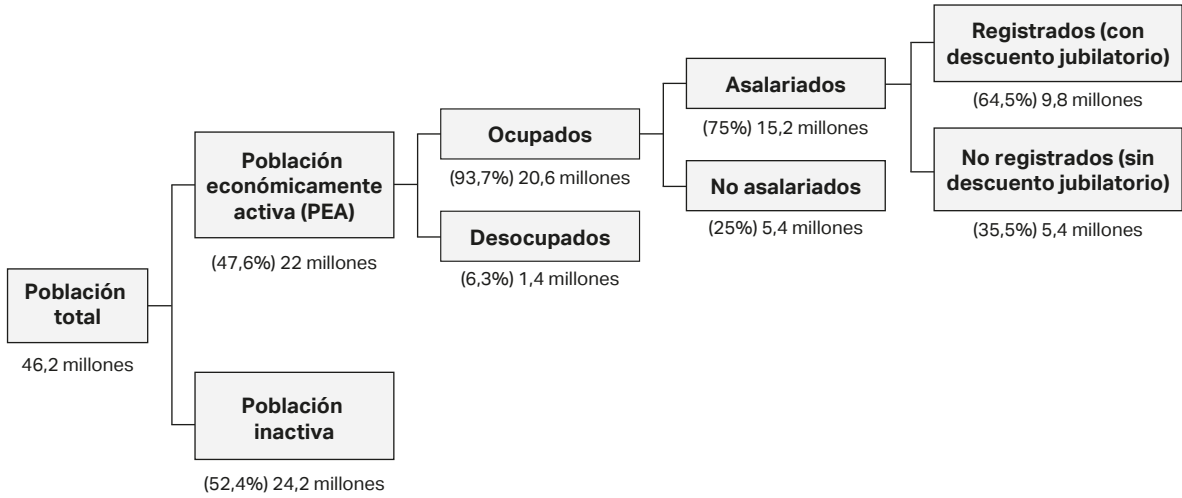 Población
total
46,2 millones
Población
económicamente
activa (PEA)
(47,6%) 22 millones
Población
inactiva
(52,4%) 24,2 millones
Ocupados
(93,7%) 20,6 millones
Desocupados
(6,3%) 1,4 millones
Asalariados
(75%) 15,2 millones
No asalariados
(25%) 5,4 millones
Registrados (con
descuento jubilatorio)
(64,5%) 9,8 millones
No registrados (sin
descuento jubilatorio)
(35,5%) 5,4 millones